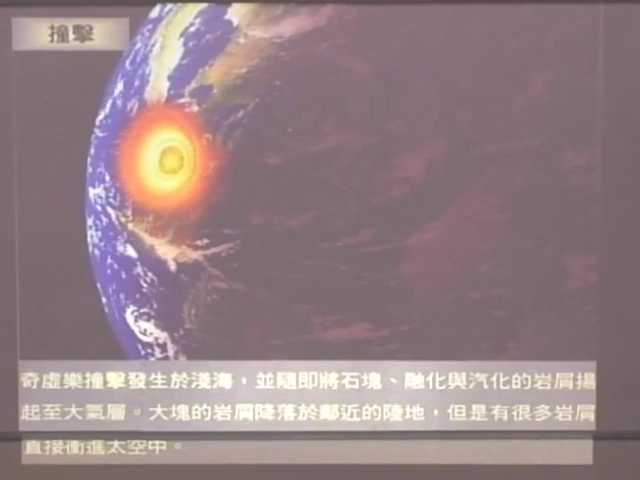 撞擊
奇虛樂撞擊發生於淺海，並隨即將石塊、融化與汽化的岩屑揚
起至大氣層。大塊的岩屑降落於鄰近的陸地，但是有很多岩屑
直接衝進太空中。